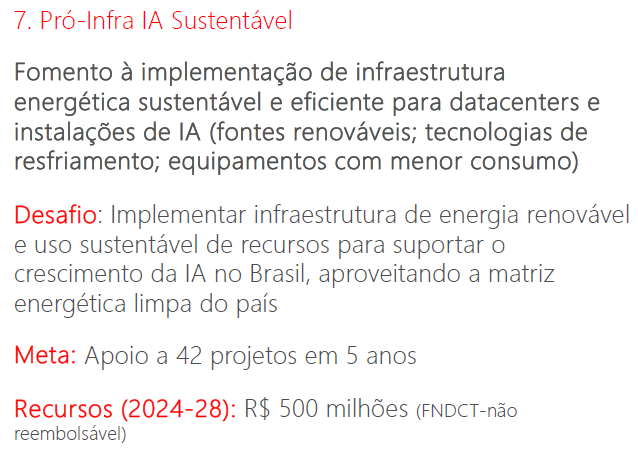 7. Pró-Infra IA Sustentável
Fomento à implementação de infraestrutura
energética sustentável e eficiente para datacenters e
instalações de IA (fontes renováveis; tecnologias de
resfriamento; equipamentos com menor consumo)
Desafio: Implementar infraestrutura de energia renovável
e uso sustentável de recursos para suportar o
crescimento da IA no Brasil, aproveitando a matriz
energética limpa do país
Meta: Apoio a 42 projetos em 5 anos
Recursos (2024-28): R$ 500 milhões (FNDCT-não
reembolsável)